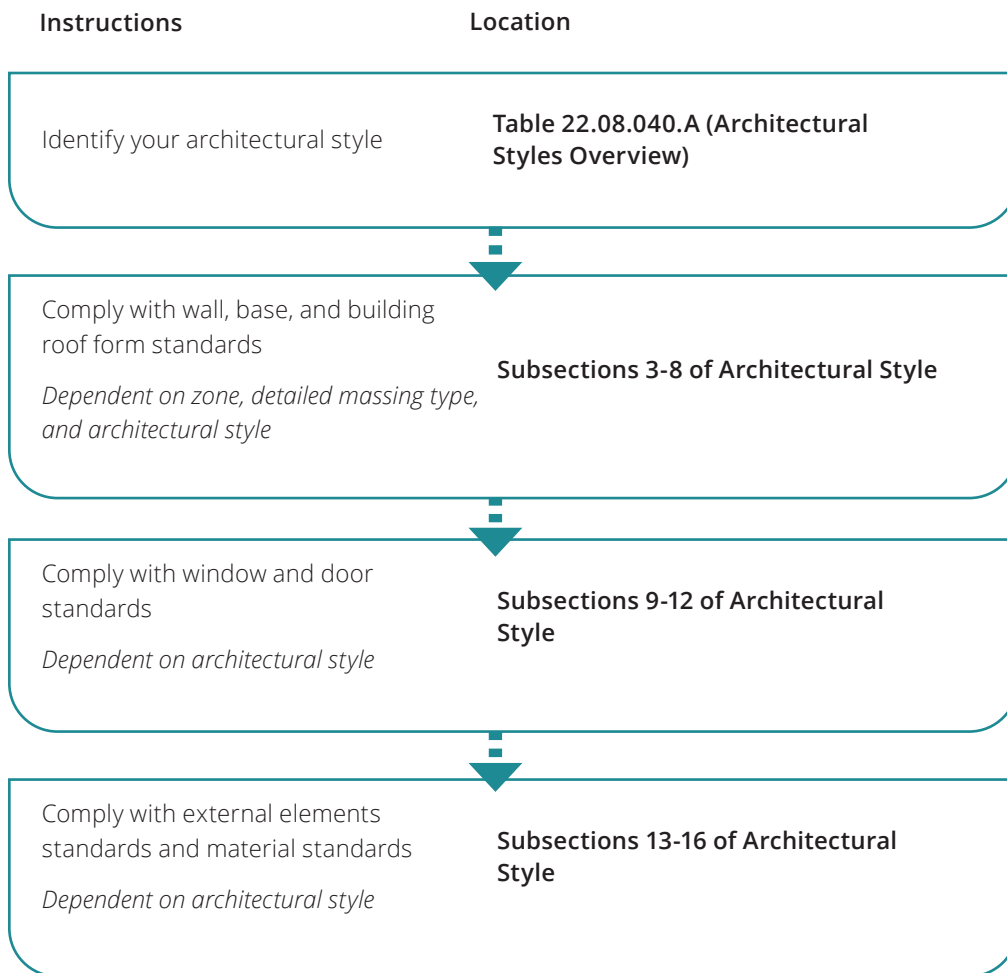 Instructions
Location
Identify your architectural style
Table 22.08.040.A (Architectural
Styles Overview)
Comply with wall, base, and building
roof form standards
Dependent on zone, detailed massing type,
and architectural style
Subsections 3-8 of Architectural Style
Comply with window and door
standards
Dependent on architectural style
Subsections 9-12 of Architectural
Style
Comply with external elements
standards and material standards
Dependent on architectural style
Subsections 13-16 of Architectural
Style